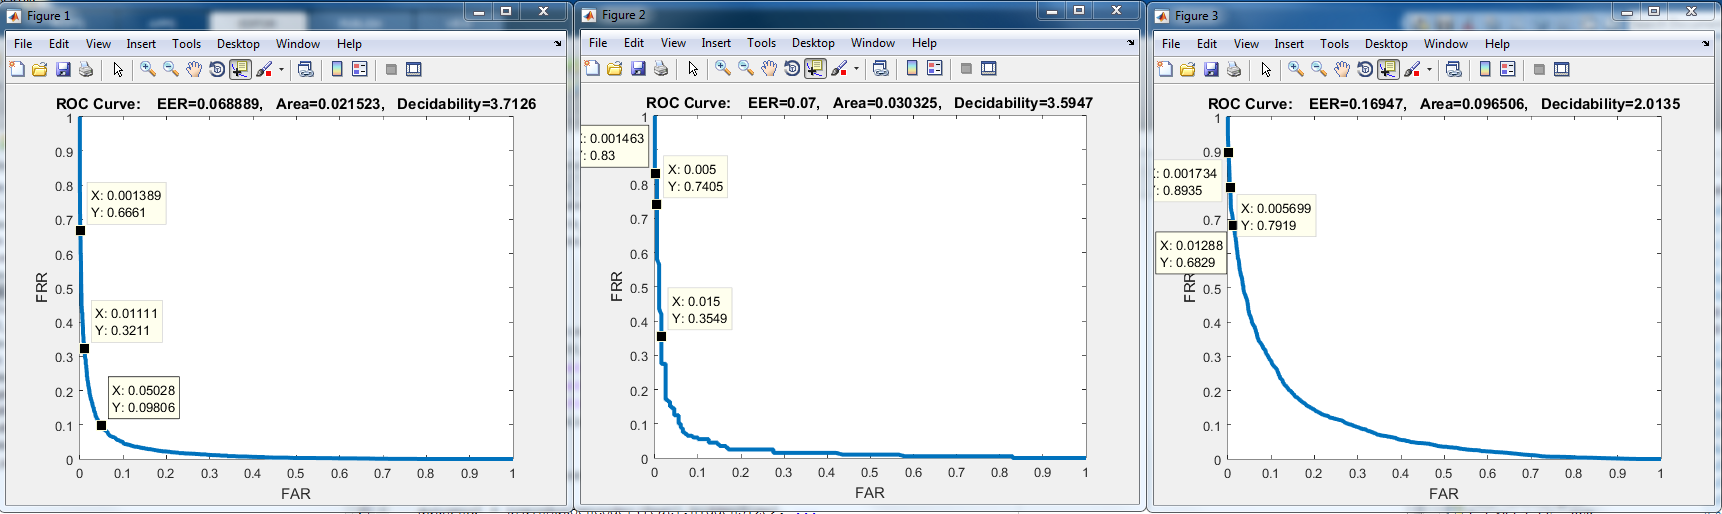 Figure 1
File Edit View Insert Tools Desktop Window Help
ROC Curve: EER=0.068889, Area=0.021523, Decidability=3.7126
1
0.9
0.8
0.7
0.6
0.5
0.4
0.3
0.2
0.1
0
FRR
X: 0.001389
Y: 0.6661
X: 0.01111
Y: 0.3211
X: 0.05028
Y: 0.09806
0 0.1 0.2 0.3 0.4 0.5 0.6 0.7 0.8 0.9 1
FAR
Figure 2
File Edit View Insert Tools Desktop Window Help
ROC Curve: EER=0.07, Area=0.030325, Decidability=3.5947
1
: 0.001463
: 0.83
0.8
0.7
0.6
0.5
0.4
0.3
0.2
0.1
0
FRR
X: 0.005
Y: 0.7405
X: 0.015
Y: 0.3549
0 0.1 0.2 0.3 0.4 0.5 0.6 0.7 0.8 0.9 1
FAR
Figure 3
File Edit View Insert Tools Desktop Window Help
ROC Curve: EER=0.16947, Area=0.096506, Decidability=2.0135
1
0.9
: 0.001734
: 0.8935
0.7
X: 0.005699
Y: 0.7919
X: 0.01288
Y: 0.6829
FRR
0.5
0.4
0.3
0.2
0.1
0
0 0.1 0.2 0.3 0.4 0.5 0.6 0.7 0.8 0.9 1
FAR